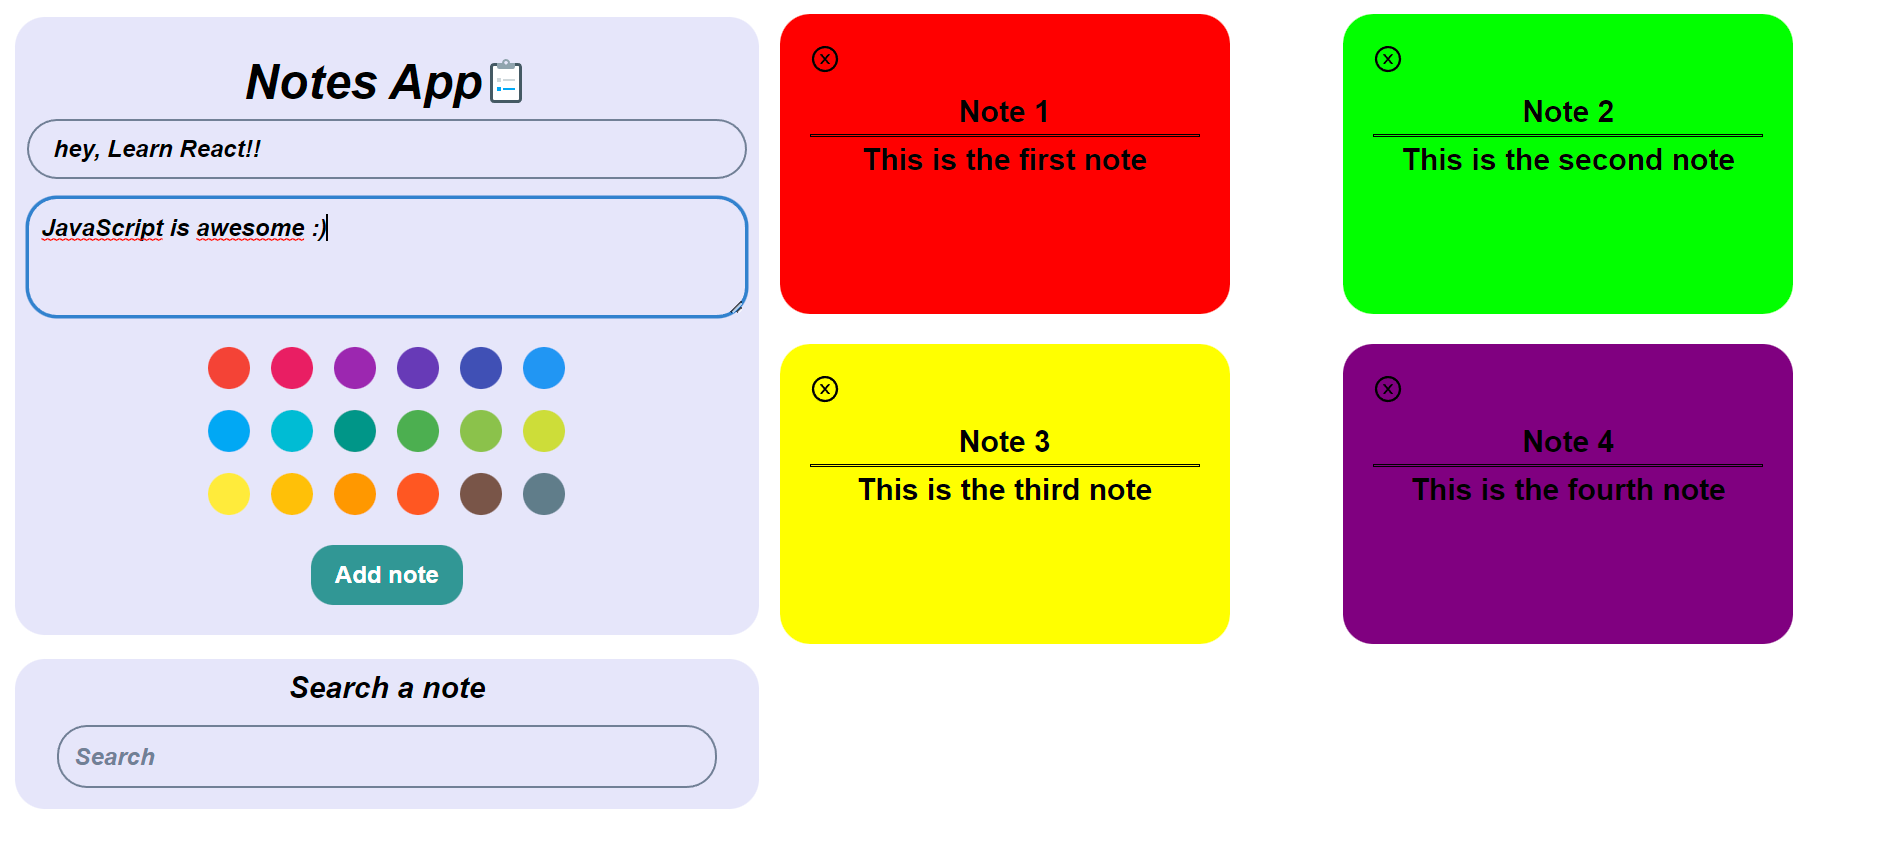 Notes App
hey, Learn React!!
JavaScript is awesome :)
Add note
Search a note
Search
Note 1
This is the first note
Note 2
This is the second note
Note 3
This is the third note
Note 4
This is the fourth note